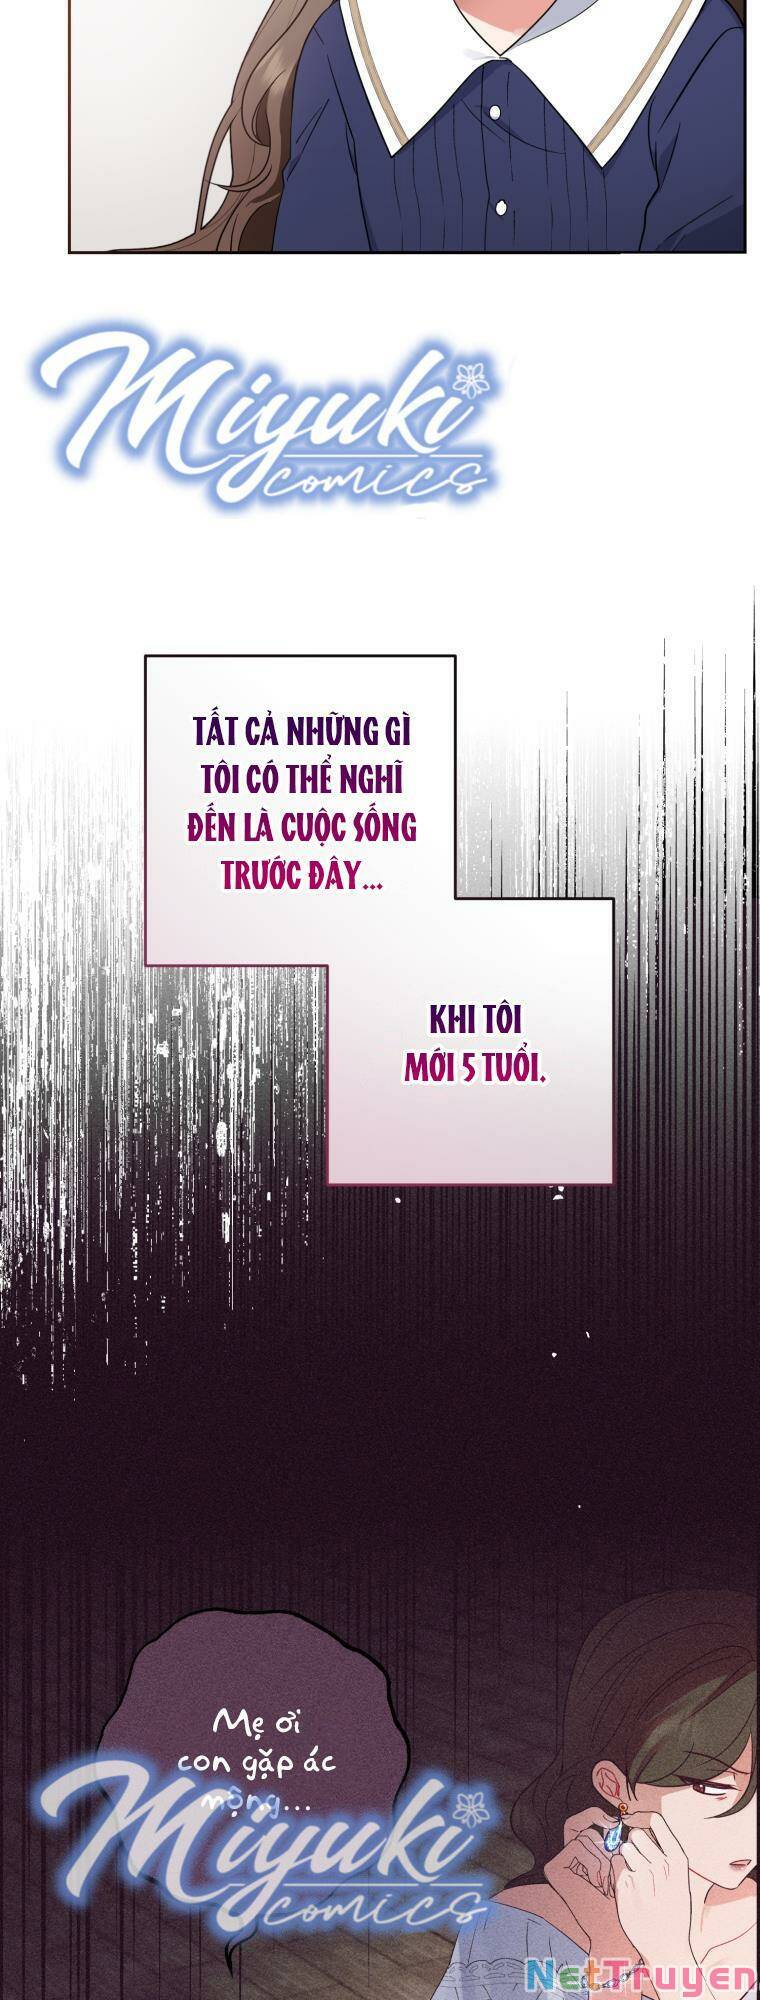 Miyuki
comics
TẤT CẢ NHỮNG GÌ
TÔI CÓ THỂ NGHĨ
ĐẾN LÀ CUỘC SỐNG
TRƯỚC ĐÂY...
KHI TÔI
MỚI 5 TUỔI.
Mẹ ơi
con gặp ác
mộng...
Miyuki
comics
NetTruyen